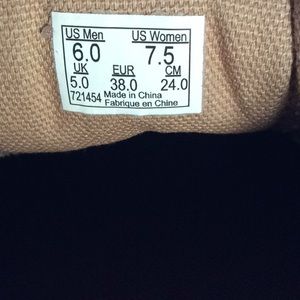 US Men US Women
6.0 7.5
UK EUR CM
5.0 38.0 24.0
721454 Made in China
Fabrique en Chine